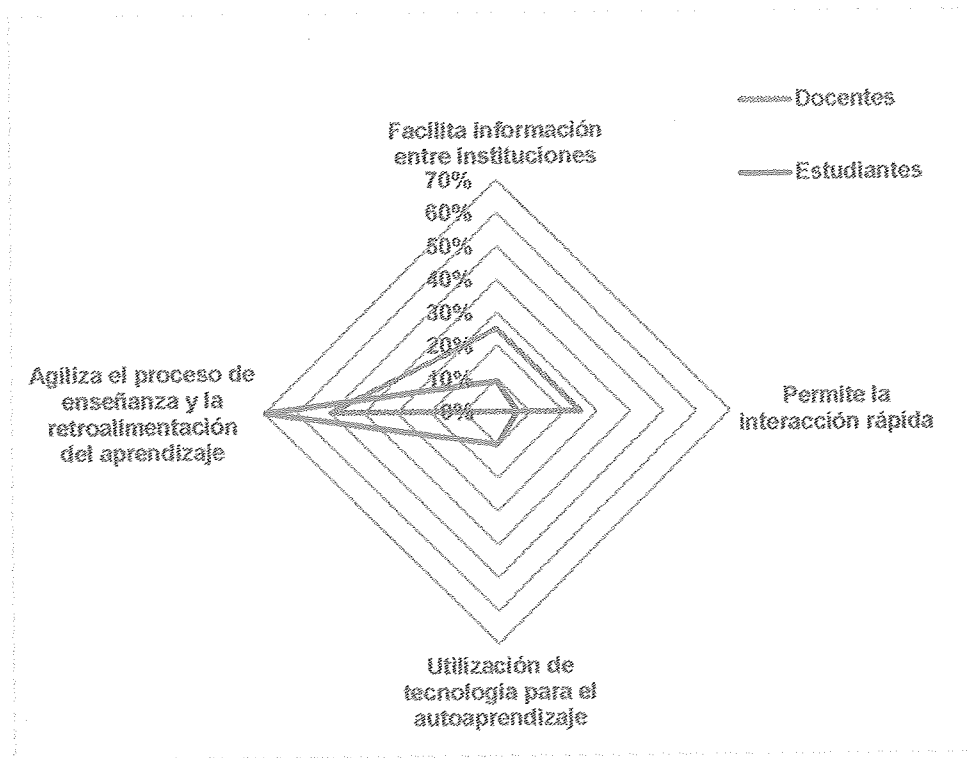 Docentes
Facilita información
entre instituciones
Estudiantes
70%
60%
50%
40%
30%
20%
10%
0%
Agiliza el proceso de
enseñanza y la
retroalimentación
del aprendizaje
Permite la
interacción rápida
Utilización de
tecnología para el
autoaprendizaje